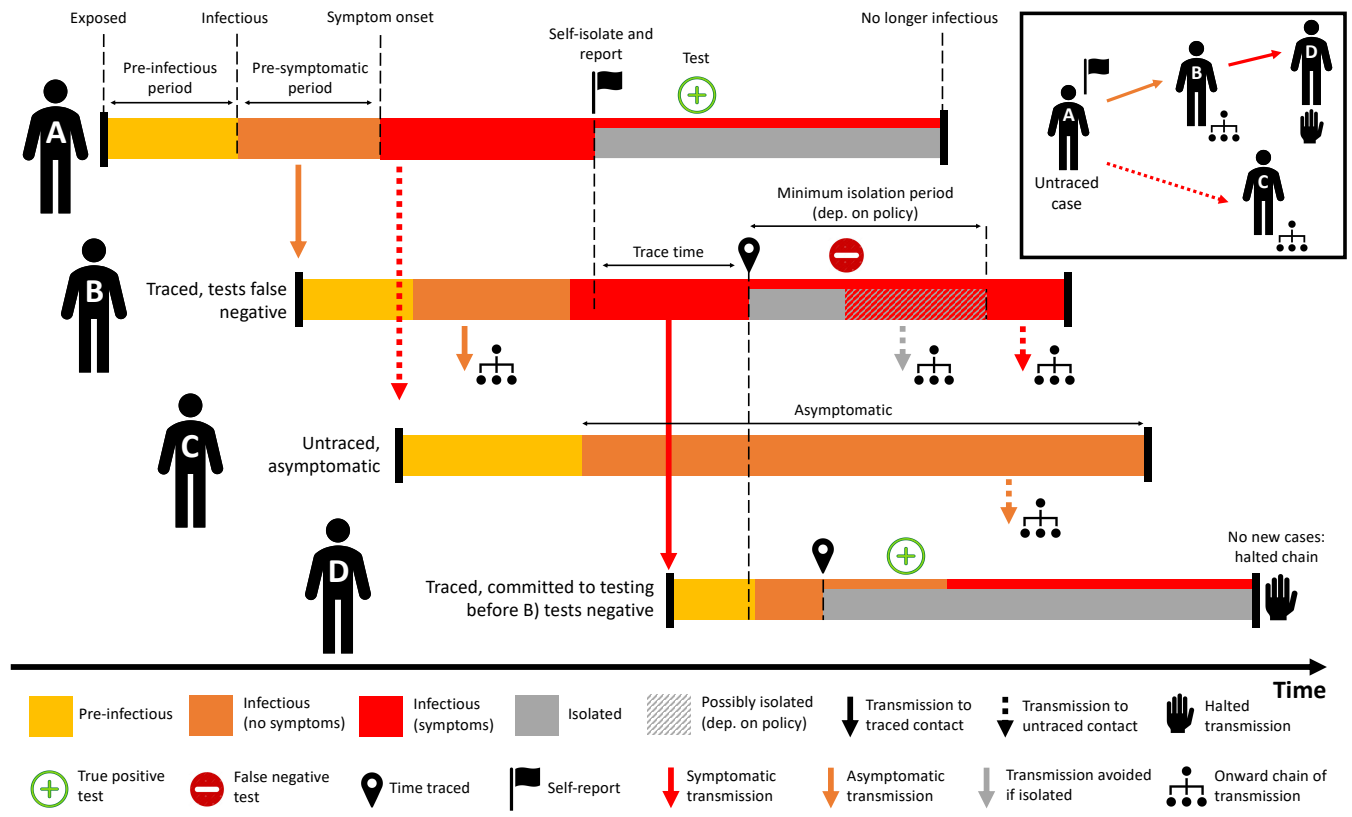 Exposed
Infectious
Symptom onset
No longer infectious
Self-isolate and
report
Test
Pre-infectious
period
Pre-symptomatic
period
A
B
D
A
C
Untraced
case
Minimum isolation period
(dep. on policy)
Trace time
B
Traced, tests false
negative
Asymptomatic
C
Untraced,
asymptomatic
No new cases:
halted chain
D
Traced, committed to testing
before B) tests negative
Time
Pre-infectious
Infectious
(no symptoms)
Infectious
(symptoms)
Isolated
Possibly isolated
(dep. on policy)
Transmission to
traced contact
Transmission to
untraced contact
Halted
transmission
True positive
test
False negative
test
Time traced
Self-report
Symptomatic
transmission
Asymptomatic
transmission
Transmission avoided
if isolated
Onward chain of
transmission